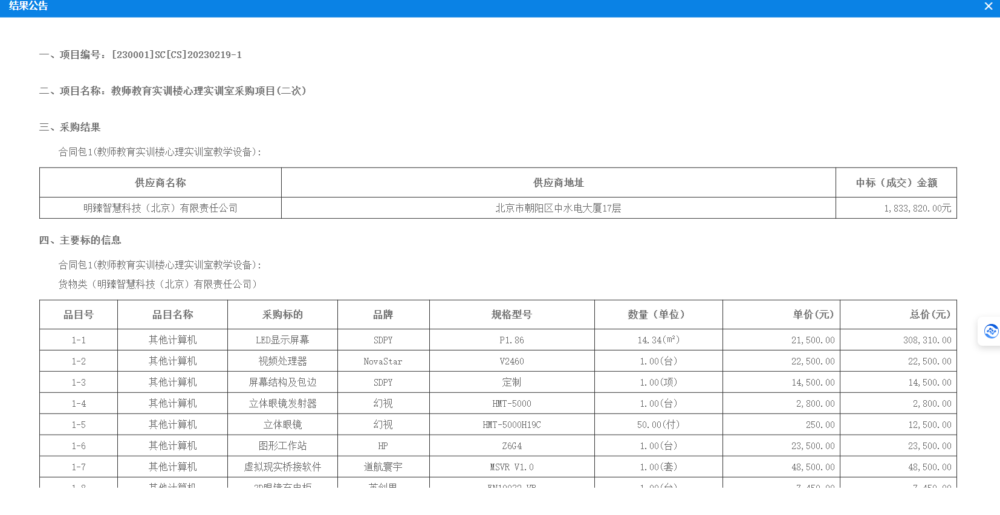 结果公告
一、项目编号：[230001]SC[CS]20230219-1
二、项目名称：教师教育实训楼心理实训室采购项目(二次)
三、采购结果
合同包1(教师教育实训楼心理实训室教学设备):
供应商名称 供应商地址 中标（成交）金额
明臻智慧科技（北京）有限责任公司 北京市朝阳区中水电大厦17层 1,833,820.00元
四、主要标的信息
合同包1(教师教育实训楼心理实训室教学设备):
货物类（明臻智慧科技（北京）有限责任公司）
品目号 品目名称 采购标的 品牌 规格型号 数量（单位） 单价(元) 总价(元)
1-1 其他计算机 LED显示屏幕 SDPY P1.86 14.34(㎡) 21,500.00 308,310.00
1-2 其他计算机 视频处理器 NovaStar V2460 1.00(台) 22,500.00 22,500.00
1-3 其他计算机 屏幕结构及包边 SDPY 定制 1.00(项) 14,500.00 14,500.00
1-4 其他计算机 立体眼镜发射器 幻视 HMT-5000 1.00(台) 2,800.00 2,800.00
1-5 其他计算机 立体眼镜 幻视 HMT-5000H19C 50.00(付) 250.00 12,500.00
1-6 其他计算机 图形工作站 HP Z6G4 1.00(台) 23,500.00 23,500.00
1-7 其他计算机 虚拟现实桥接软件 道航寰宇 MSVR V1.0 1.00(套) 48,500.00 48,500.00
1-8 其他计算机 3D眼镜充电柜 1.00(台) 7,450.00 7,450.00